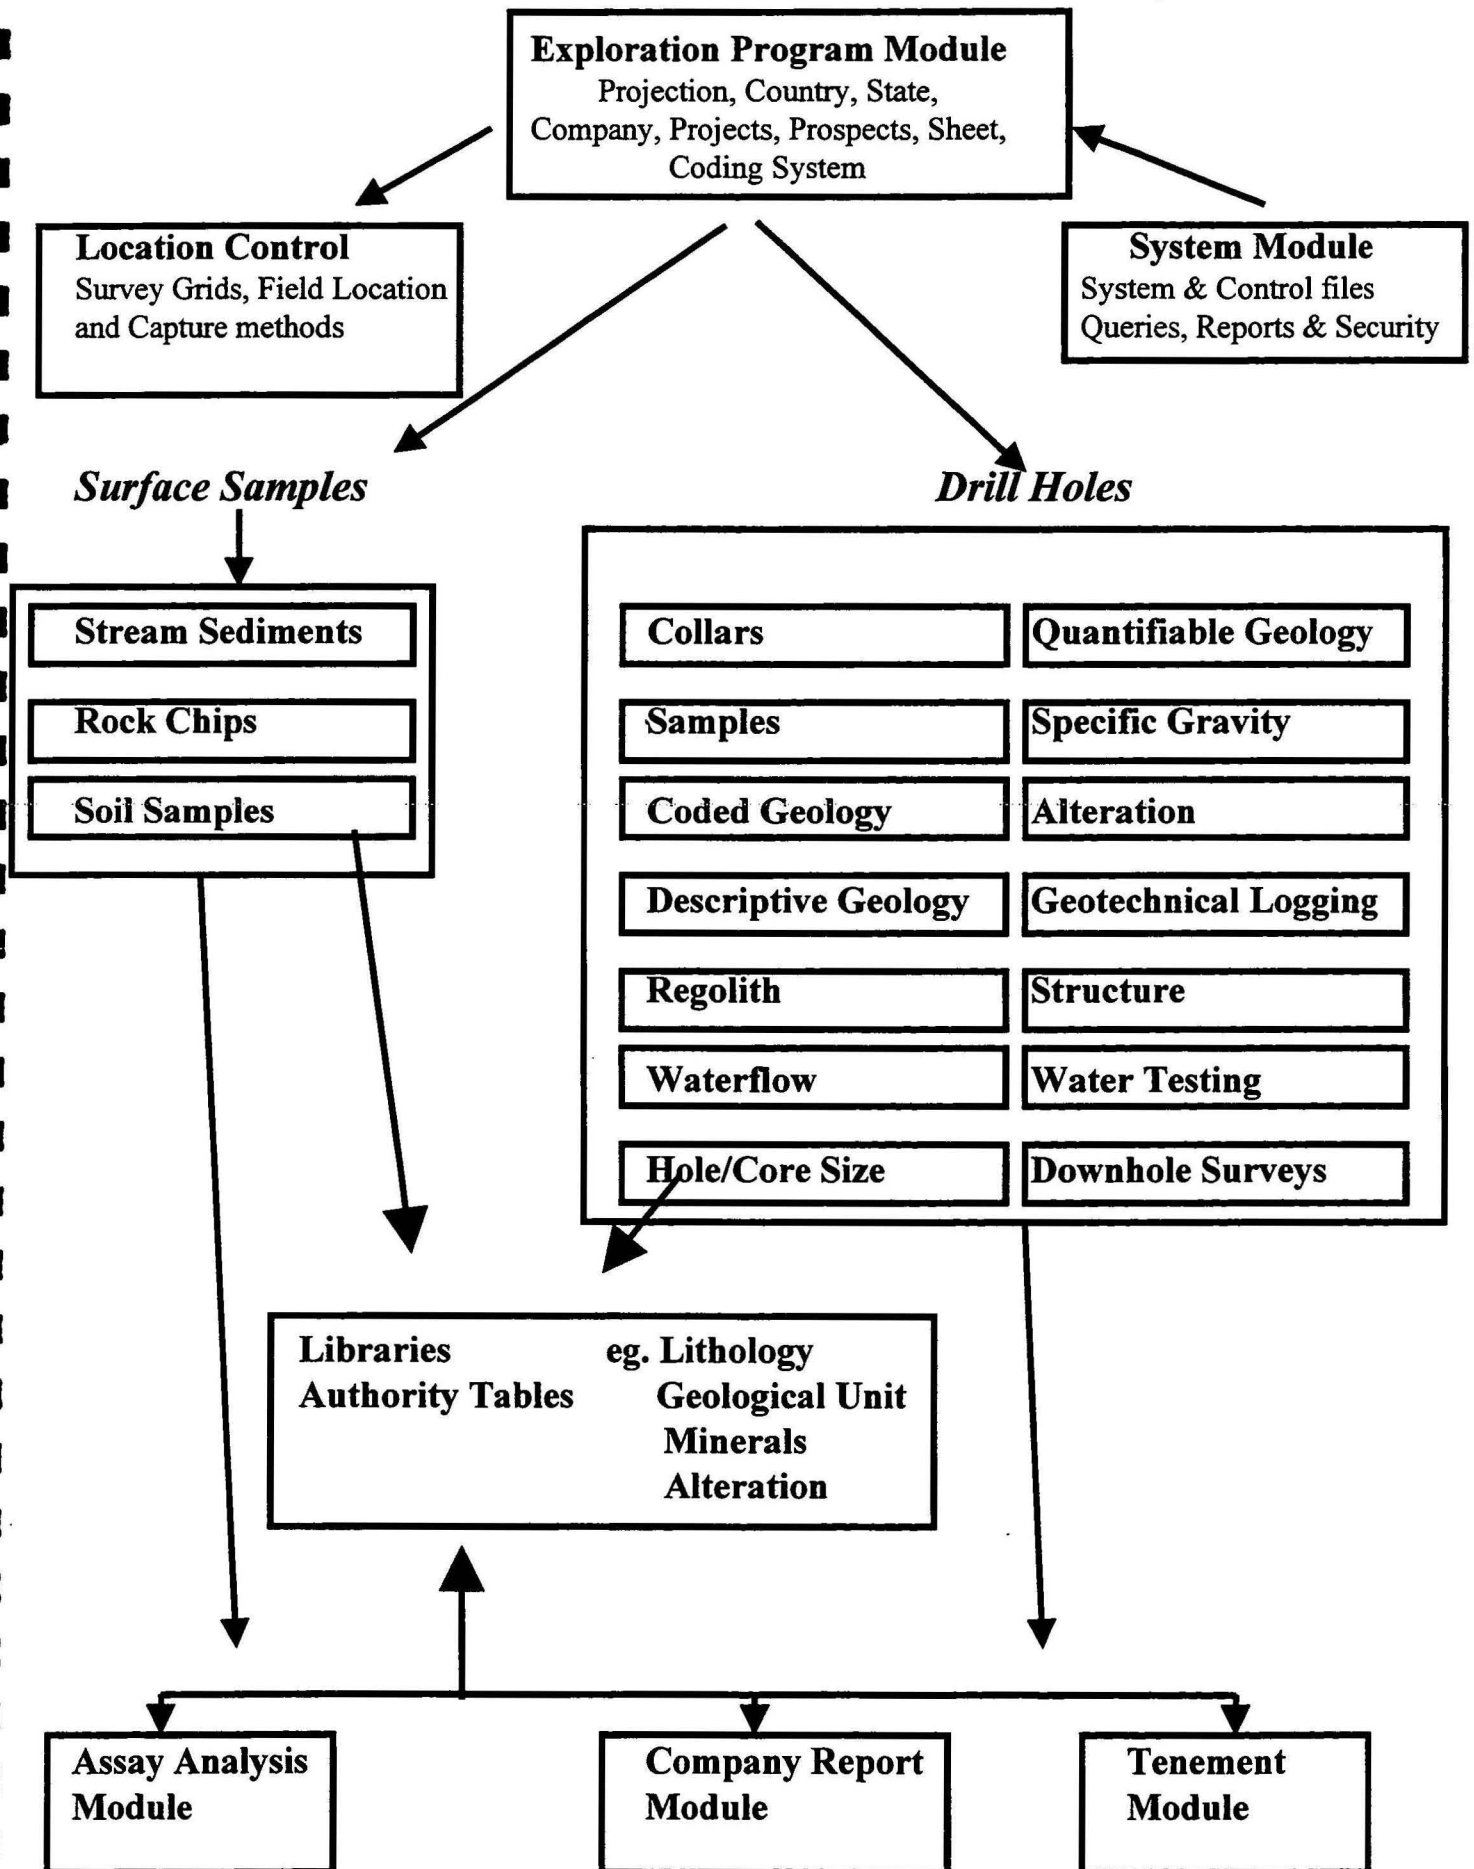 Exploration Program Module
Projection, Country, State,
Company, Projects, Prospects, Sheet,
Coding System
Location Control
Survey Grids, Field Location
and Capture methods
System Module
System & Control files
Queries, Reports & Security
Surface Samples
Drill Holes
Stream Sediments
Rock Chips
Soil Samples
Collars
Quantifiable Geology
Samples
Specific Gravity
Coded Geology
Alteration
Descriptive Geology
Geotechnical Logging
Regolith
Structure
Waterflow
Water Testing
Hole/Core Size
Downhole Surveys
Libraries eg. Lithology
Authority Tables Geological Unit
Minerals
Alteration
Assay Analysis
Module
Company Report
Module
Tenement
Module